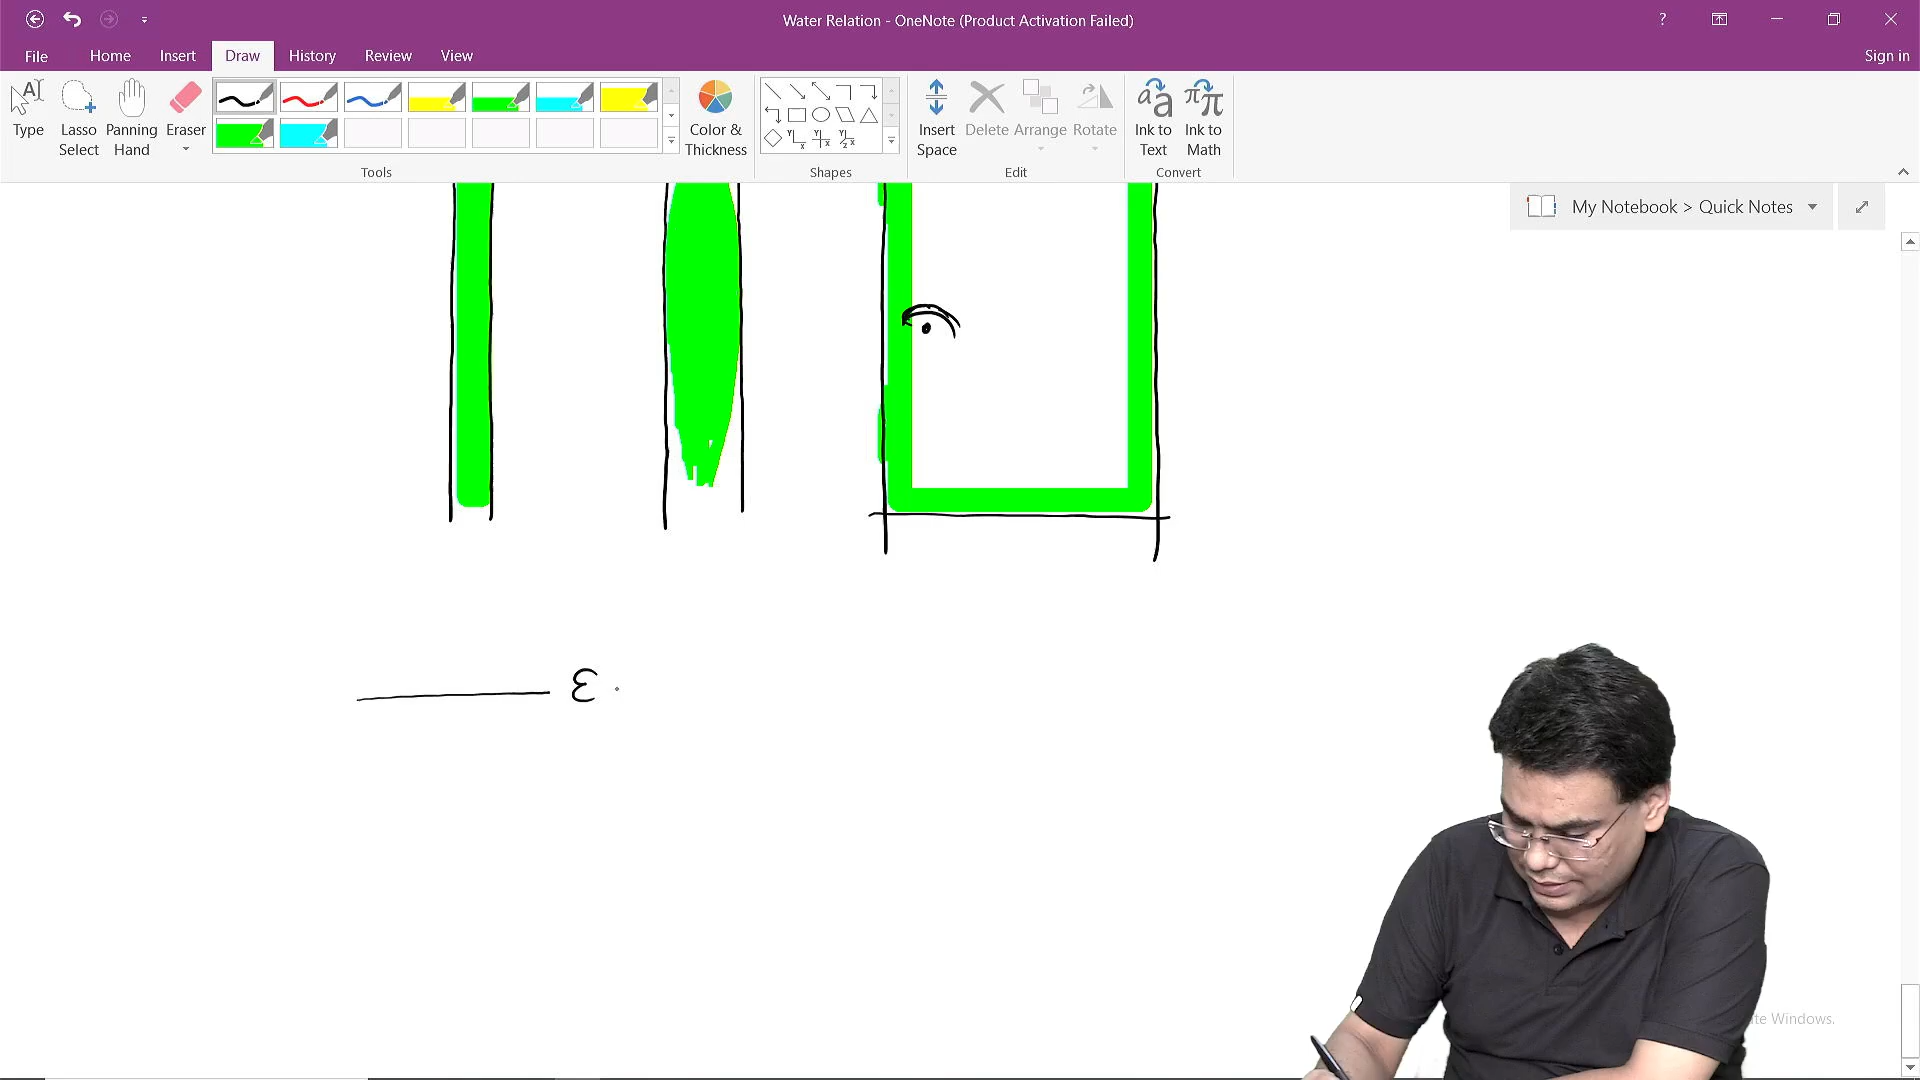 Water Relation - OneNote (Product Activation Failed)
?
File Home Insert Draw History Review View
Sign in
Type
Lasso Select
Panning Hand
Eraser
Color & Thickness
Insert Space
Delete
Arrange
Rotate
Ink to Text
Ink to Math
Tools
Shapes
Edit
Convert
My Notebook > Quick Notes
ε
Windows.